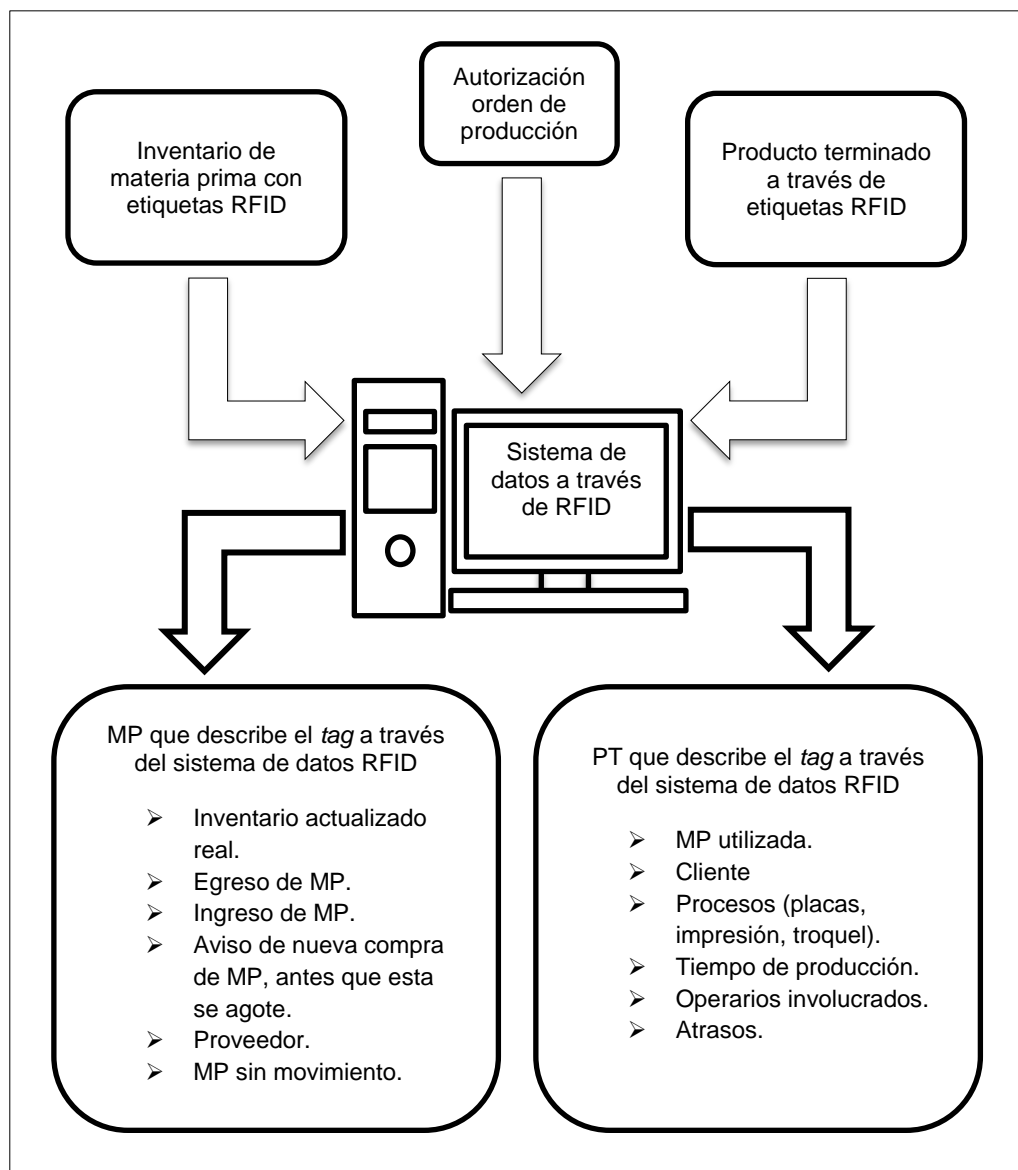 Inventario de
materia prima con
etiquetas RFID
Autorización
orden de
producción
Producto terminado
a través de
etiquetas RFID
Sistema de
datos a través
de RFID
MP que describe el tag a través
del sistema de datos RFID
➢ Inventario actualizado
real.
➢ Egreso de MP.
➢ Ingreso de MP.
➢ Aviso de nueva compra
de MP, antes que esta
se agote.
➢ Proveedor.
➢ MP sin movimiento.
PT que describe el tag a través
del sistema de datos RFID
➢ MP utilizada.
➢ Cliente
➢ Procesos (placas,
impresión, troquel).
➢ Tiempo de producción.
➢ Operarios involucrados.
➢ Atrasos.